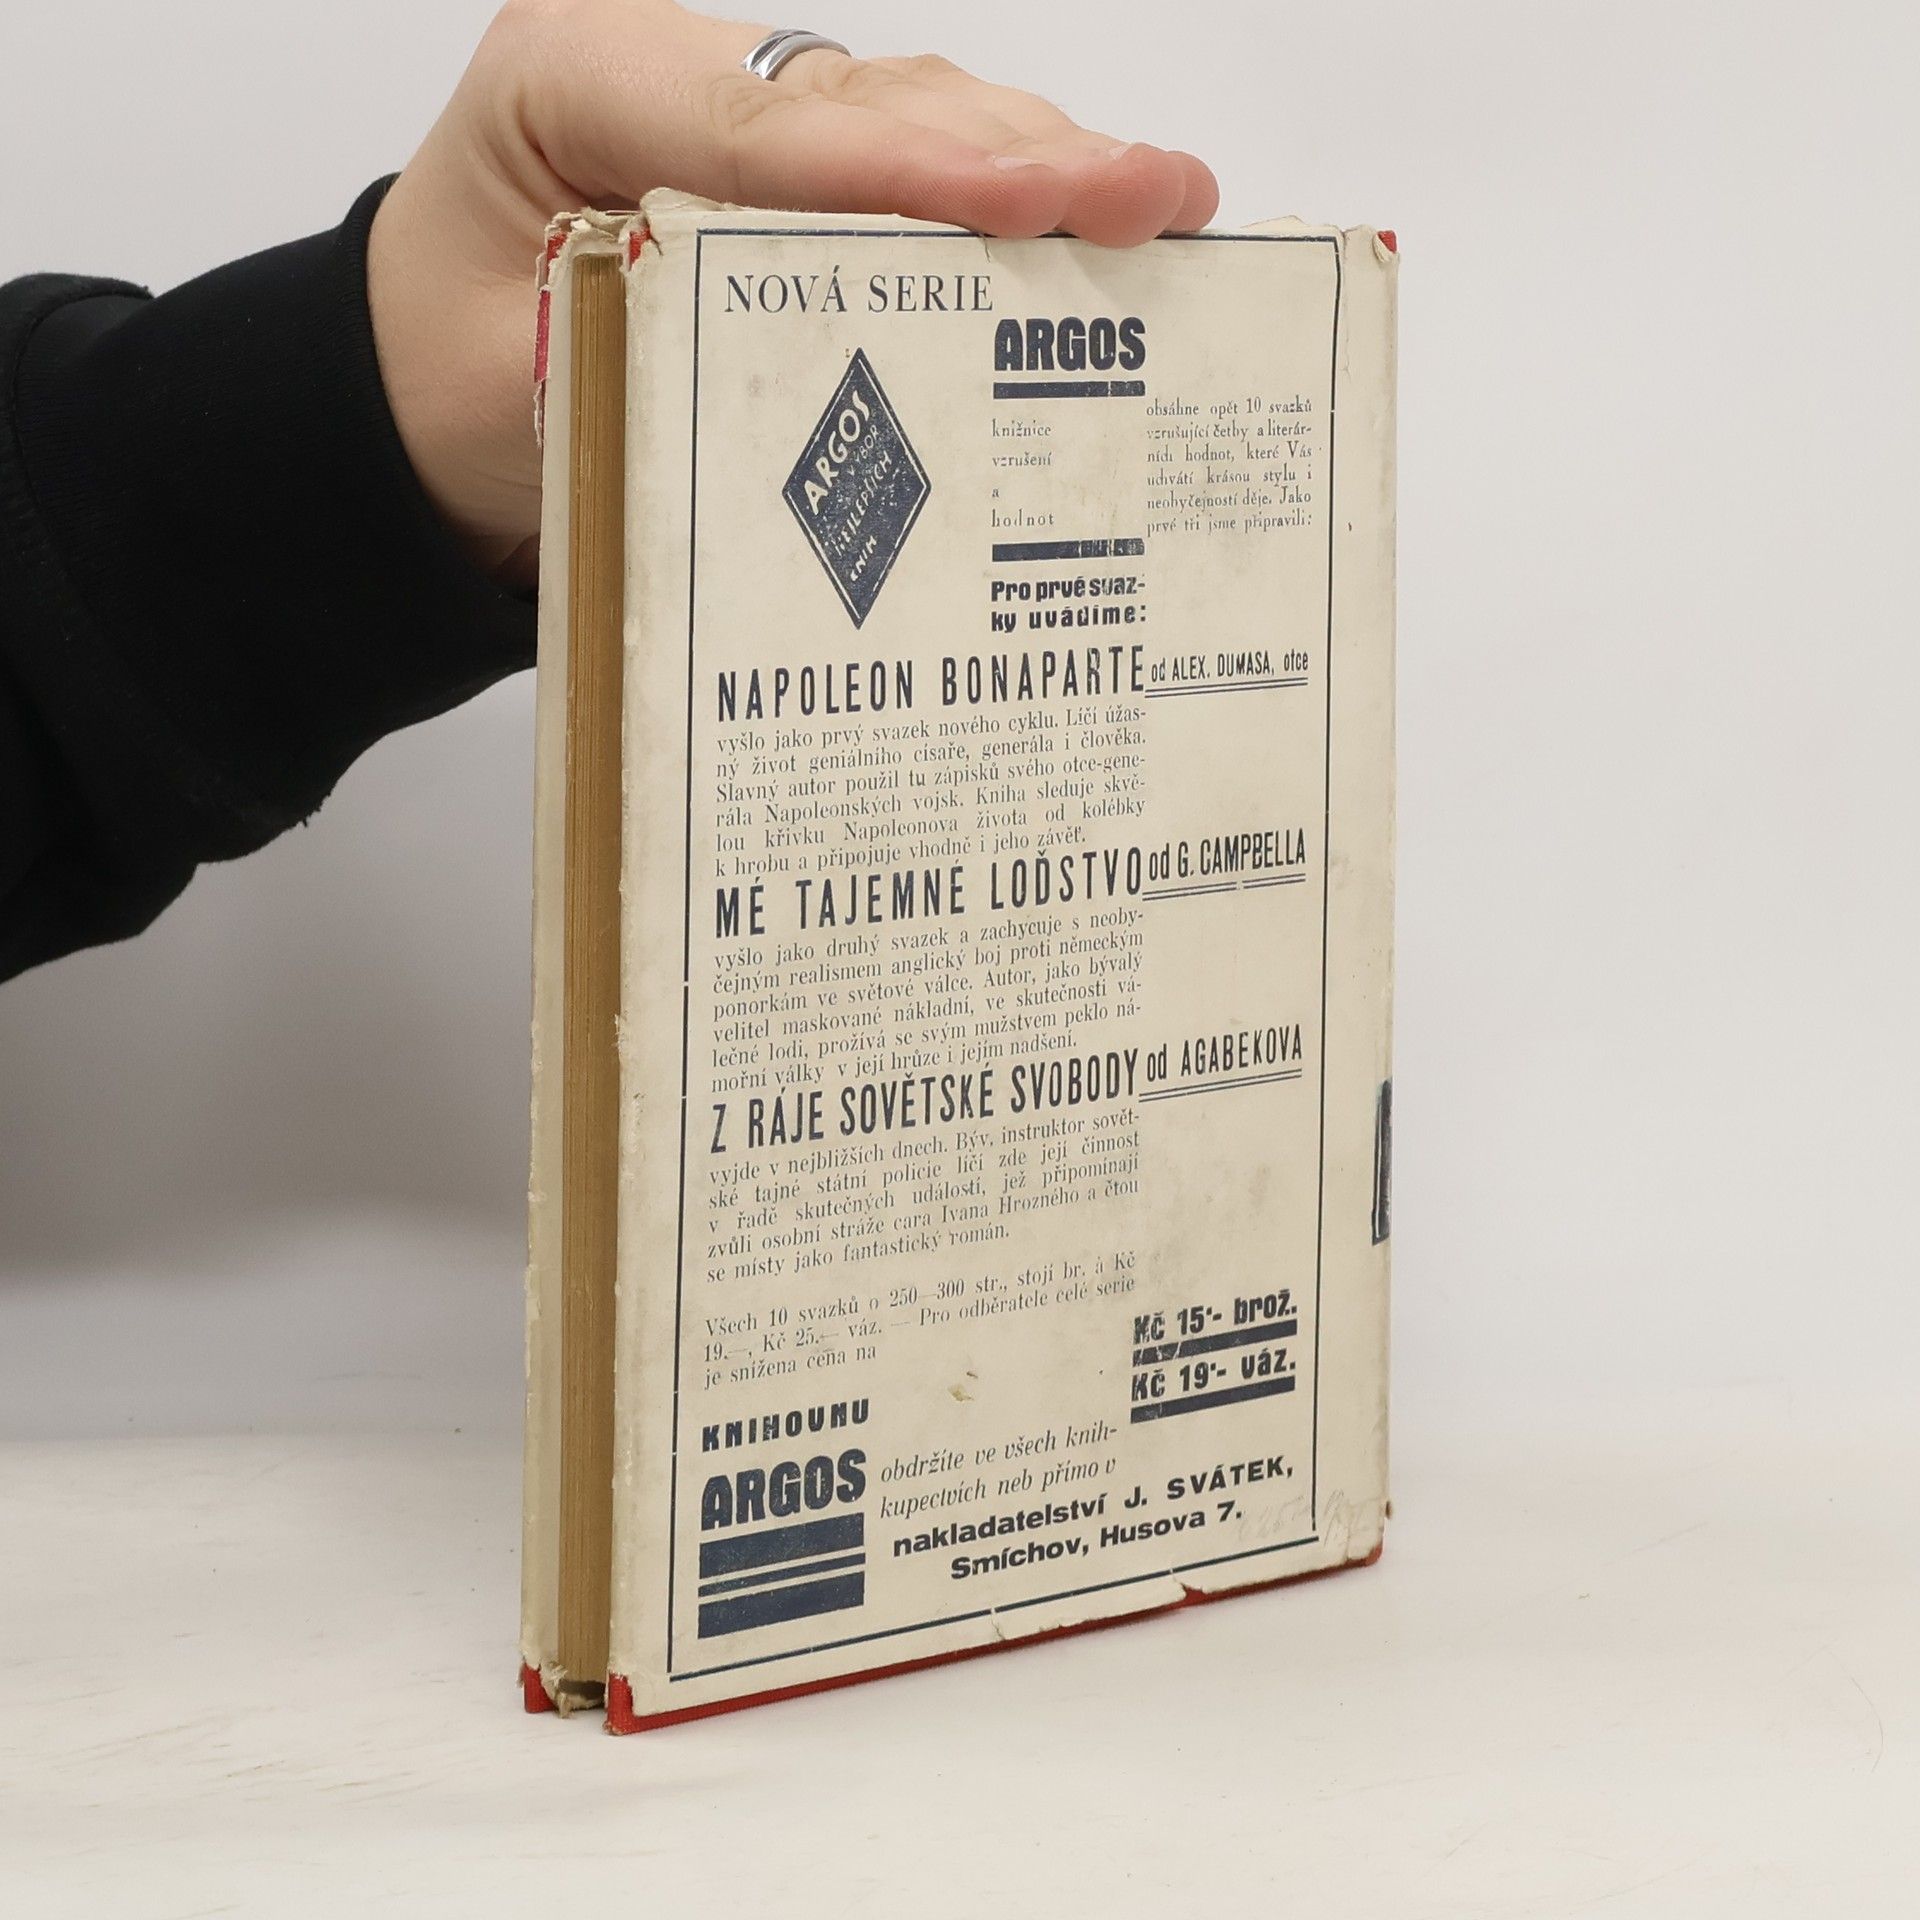 NOVÁ SERIE
ARGOS
ARGOS
VÝBOR
NEJLEPŠÍCH
KNIH
knižnice
vzrušení
a
hodnot
obsáhne opět 10 svazků
vzrušující četby a literár-
ních hodnot, které Vás
uchvátí krásou stylu i
neobyčejností děje. Jako
prvé tři jsme připravili:
Pro prvé svaz-
ky uvádíme:
NAPOLEON BONAPARTE od ALEX. DUMASA, otce
vyšlo jako prvý svazek nového cyklu. Líčí úžas-
ný život geniálního císaře, generála i člověka.
Slavný autor použil tu zápisků svého otce-gene-
rála Napoleonských vojsk. Kniha sleduje skvě-
lou křivku Napoleonova života od kolébky
k hrobu a připojuje vhodně i jeho závěť.
MÉ TAJEMNÉ LOĎSTVO od G. CAMPBELLA
vyšlo jako druhý svazek a zachycuje s neoby-
čejným realismem anglický boj proti německým
ponorkám ve světové válce. Autor, jako bývalý
velitel maskované nákladní, ve skutečnosti vá-
lečné lodi, prožívá se svým mužstvem peklo ná-
mořní války v její hrůze i jejím nadšení.
Z RÁJE SOVĚTSKÉ SVOBODY od AGABEKOVA
vyjde v nejbližších dnech. Býv. instruktor sovět-
ské tajné státní policie líčí zde její činnost
v řadě skutečných událostí, jež připomínají
zvůli osobní stráže cara Ivana Hrozného a čtou
se místy jako fantastický román.
Všech 10 svazků o 250—300 str., stojí br. à Kč
19.—, Kč 25.— váz. — Pro odběratele celé serie
je snížena cena na
Kč 15·- brož.
Kč 19·- váz.
KNIHOVNU
ARGOS
obdržíte ve všech knih-
kupectvích neb přímo v
nakladatelství J. SVÁTEK,
Smíchov, Husova 7.